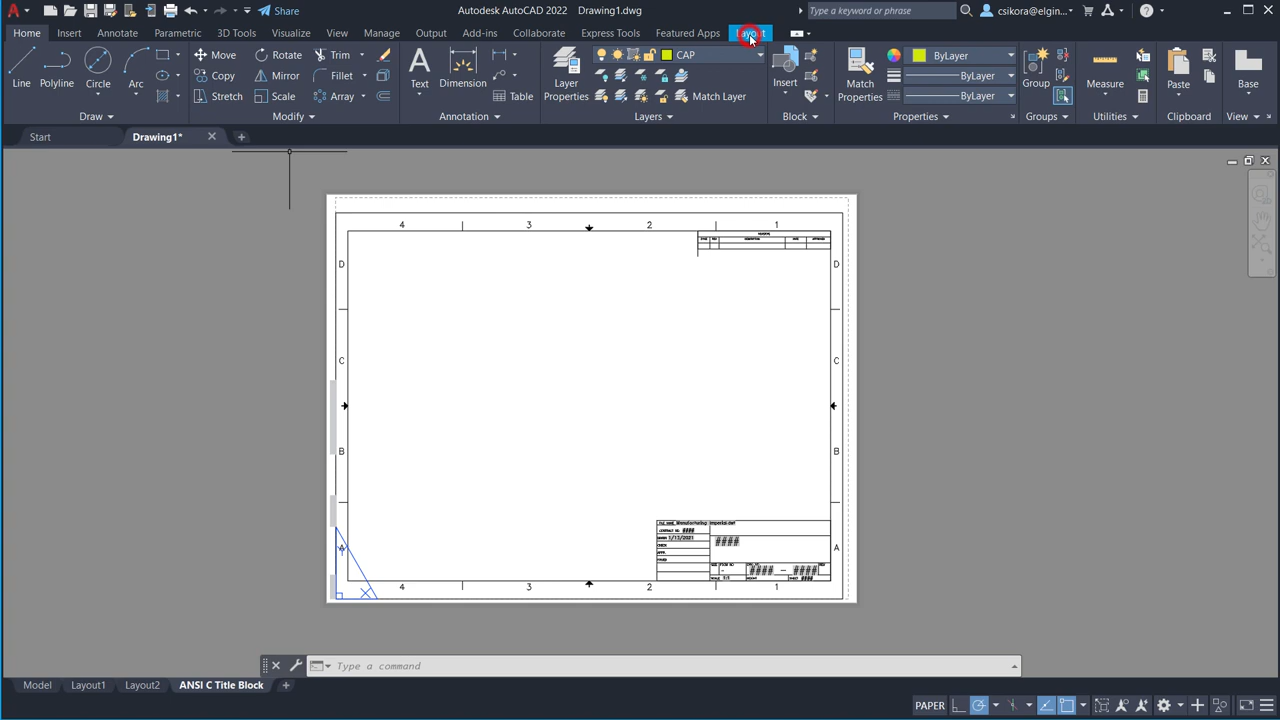 Share
Autodesk AutoCAD 2022 Drawing1.dwg
Type a keyword or phrase
csikora@elgin...
Home Insert Annotate Parametric 3D Tools Visualize View Manage Output Add-ins Collaborate Express Tools Featured Apps Layout
Line
Polyline
Circle
Arc
Draw
Move
Rotate
Trim
Copy
Mirror
Fillet
Stretch
Scale
Array
Modify
Text
Dimension
Table
Annotation
Layer
Properties
CAP
Match Layer
Layers
Insert
Block
Match
Properties
ByLayer
ByLayer
ByLayer
Properties
Group
Groups
Measure
Utilities
Paste
Clipboard
Base
View
Start
Drawing1*
4 3 2 1
D D
C C
B B
A A
####
3/12/2021
####
#### - ####
####
4 3 2 1
Type a command
Model Layout1 Layout2 ANSI C Title Block
PAPER